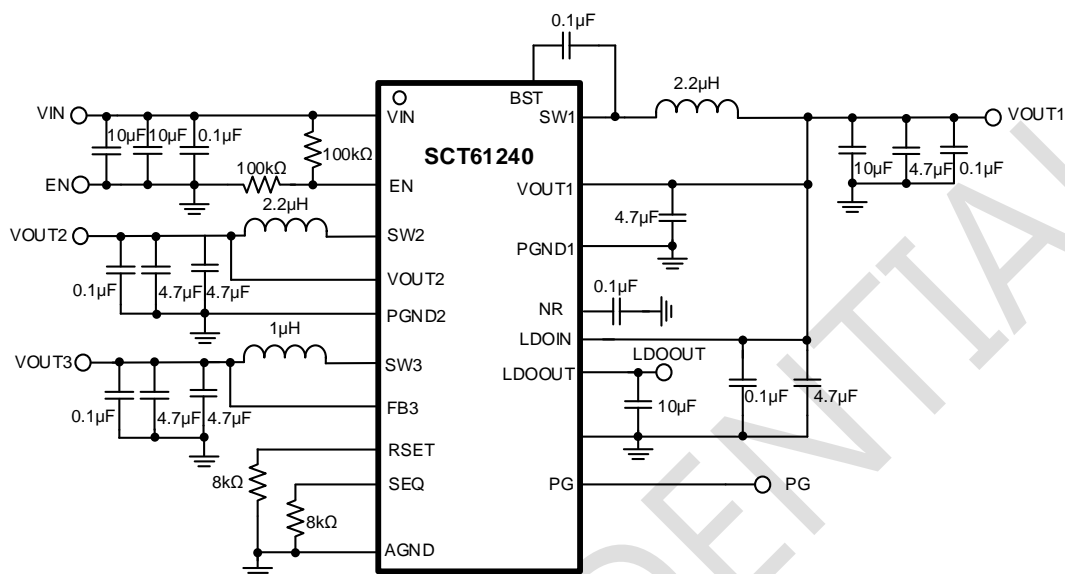 0.1µF
BST
2.2µH
VIN
VIN
SW1
VOUT1
10µF
10µF
0.1µF
100kΩ
SCT61240
10µF
4.7µF
0.1µF
100kΩ
EN
EN
VOUT1
2.2µH
4.7µF
VOUT2
SW2
PGND1
0.1µF
4.7µF
4.7µF
VOUT2
0.1µF
NR
PGND2
1µH
LDOIN
VOUT3
SW3
LDOOUT
LDOOUT
0.1µF
4.7µF
4.7µF
FB3
10µF
0.1µF
4.7µF
RSET
8kΩ
SEQ
PG
PG
8kΩ
AGND
DENTIAL